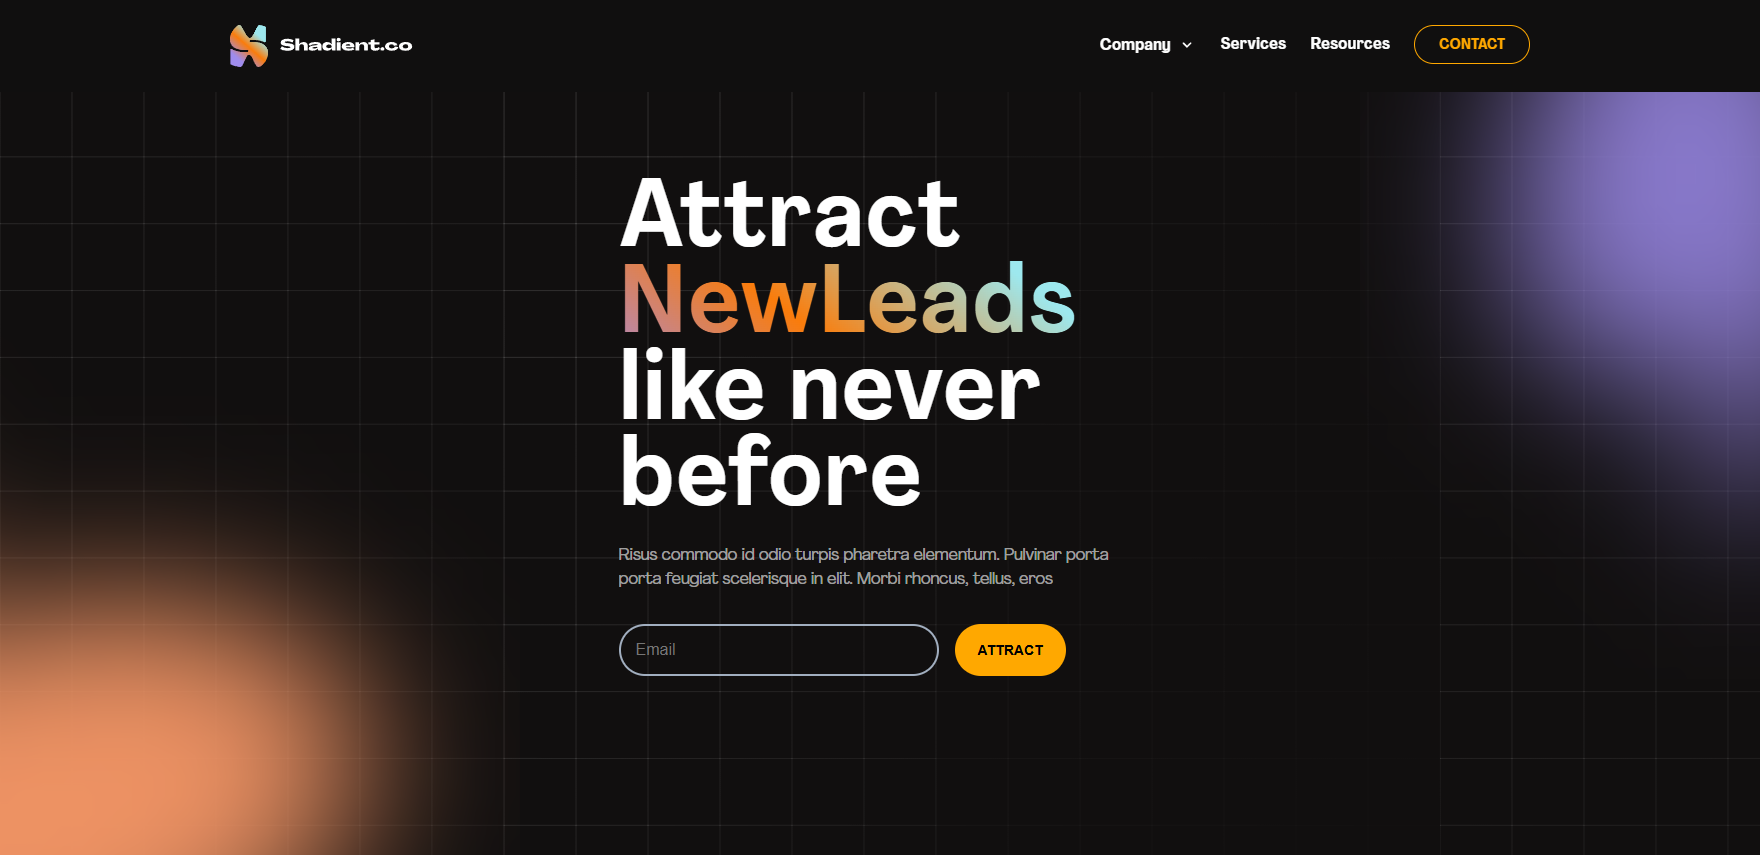 Shadient.co
Company
Services
Resources
CONTACT
Attract
NewLeads
like never
before
Risus commodo id odio turpis pharetra elementum. Pulvinar porta
porta feugiat scelerisque in elit. Morbi rhoncus, tellus, eros
Email
ATTRACT